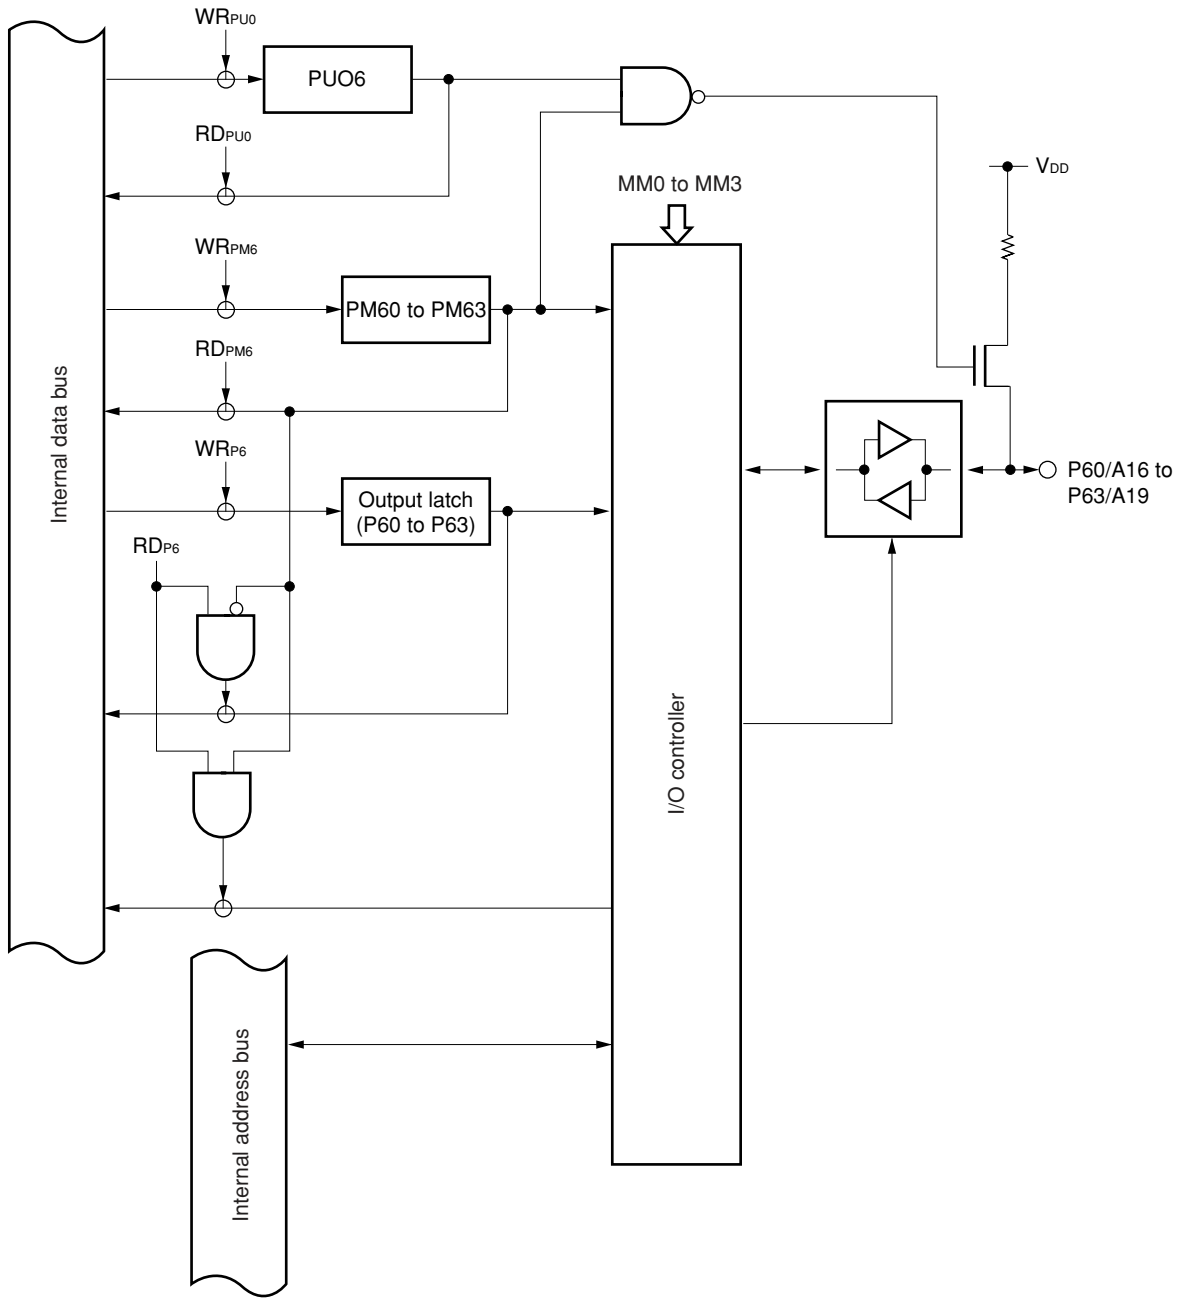 WRPU0
PUO6
RDPU0
VDD
MM0 to MM3
WRPM6
PM60 to PM63
RDPM6
Internal data bus
WRP6
P60/A16 to
P63/A19
Output latch
(P60 to P63)
RDP6
I/O controller
Internal address bus